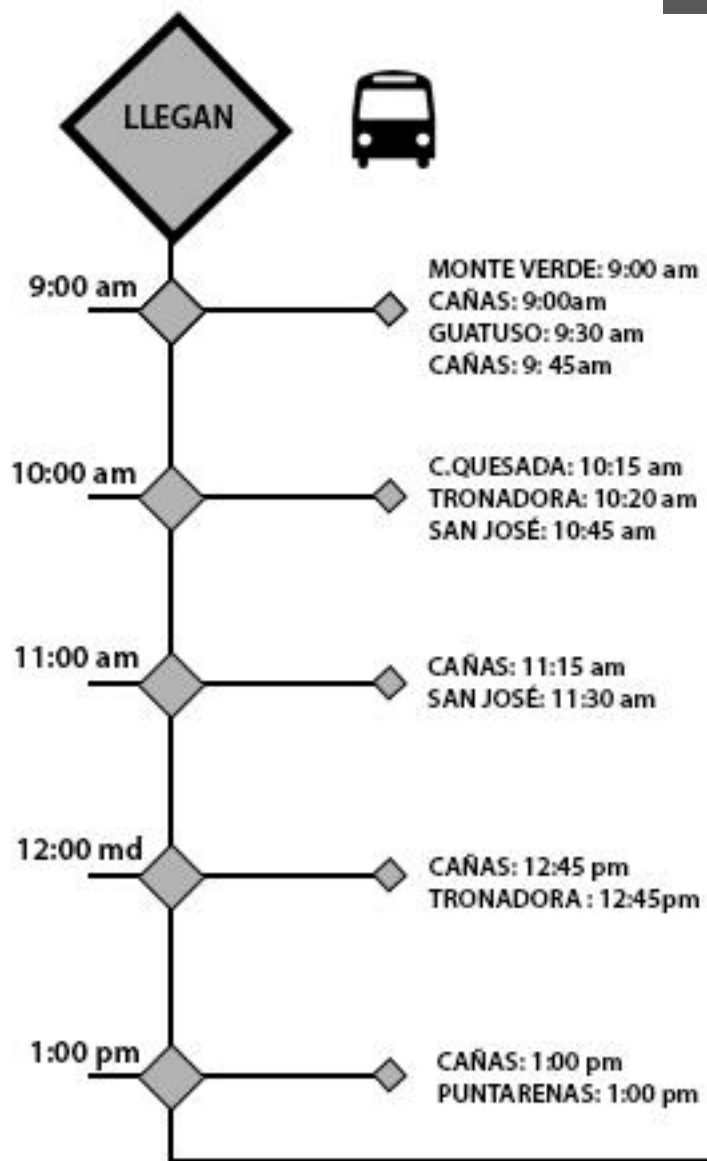 LLEGAN
9:00 am
MONTE VERDE: 9:00 am
CAÑAS: 9:00am
GUATUSO: 9:30 am
CAÑAS: 9: 45am
10:00 am
C.QUESADA: 10:15 am
TRONADORA: 10:20 am
SAN JOSÉ: 10:45 am
11:00 am
CAÑAS: 11:15 am
SAN JOSÉ: 11:30 am
12:00 md
CAÑAS: 12:45 pm
TRONADORA : 12:45pm
1:00 pm
CAÑAS: 1:00 pm
PUNTARENAS: 1:00 pm